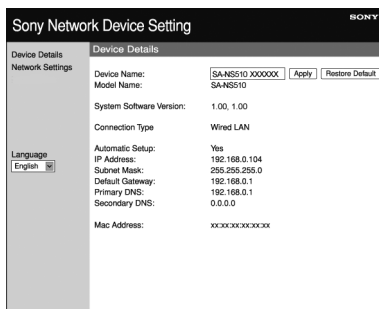 Sony Network Device Setting
SONY
Device Details
Network Settings
Language
English
Device Details
Device Name: SA-NS510 XXXXXX Apply Restore Default
Model Name: SA-NS510
System Software Version: 1.00, 1.00
Connection Type Wired LAN
Automatic Setup: Yes
IP Address: 192.168.0.104
Subnet Mask: 255.255.255.0
Default Gateway: 192.168.0.1
Primary DNS: 192.168.0.1
Secondary DNS: 0.0.0.0
Mac Address: xx:xx:xx:xx:xx:xx